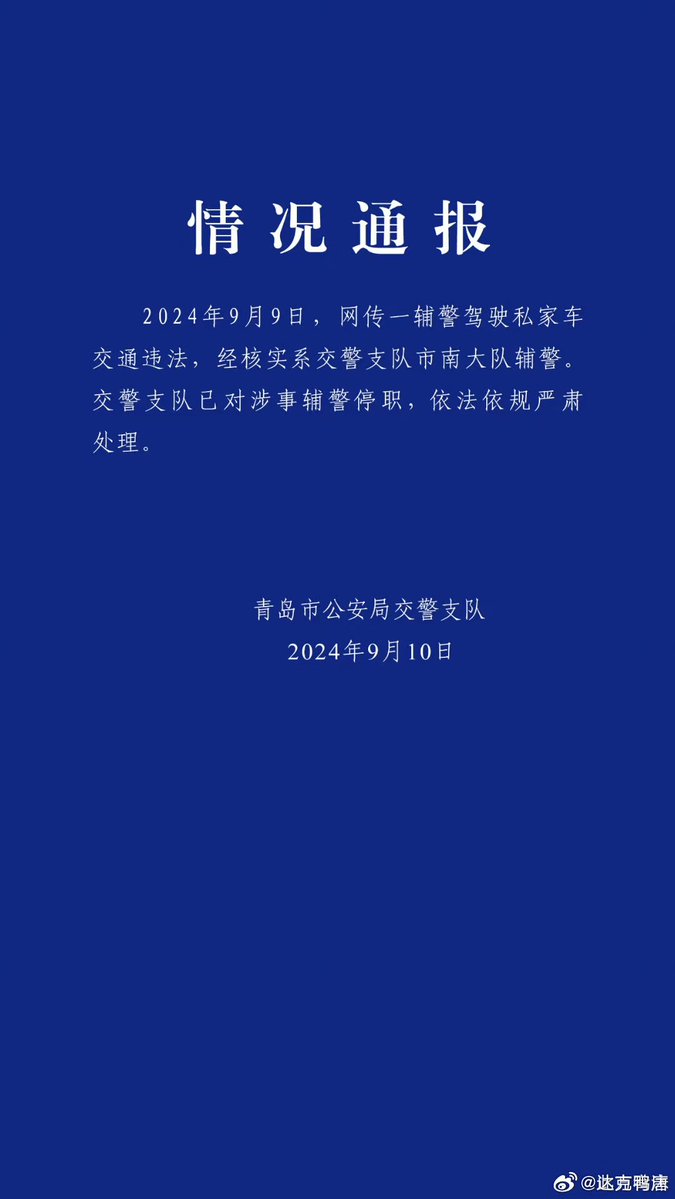 情况通报
2024年9月9日，网传一辅警驾驶私家车
交通违法，经核实系交警支队市南大队辅警。
交警支队已对涉事辅警停职，依法依规严肃
处理。
青岛市公安局交警支队
2024年9月10日